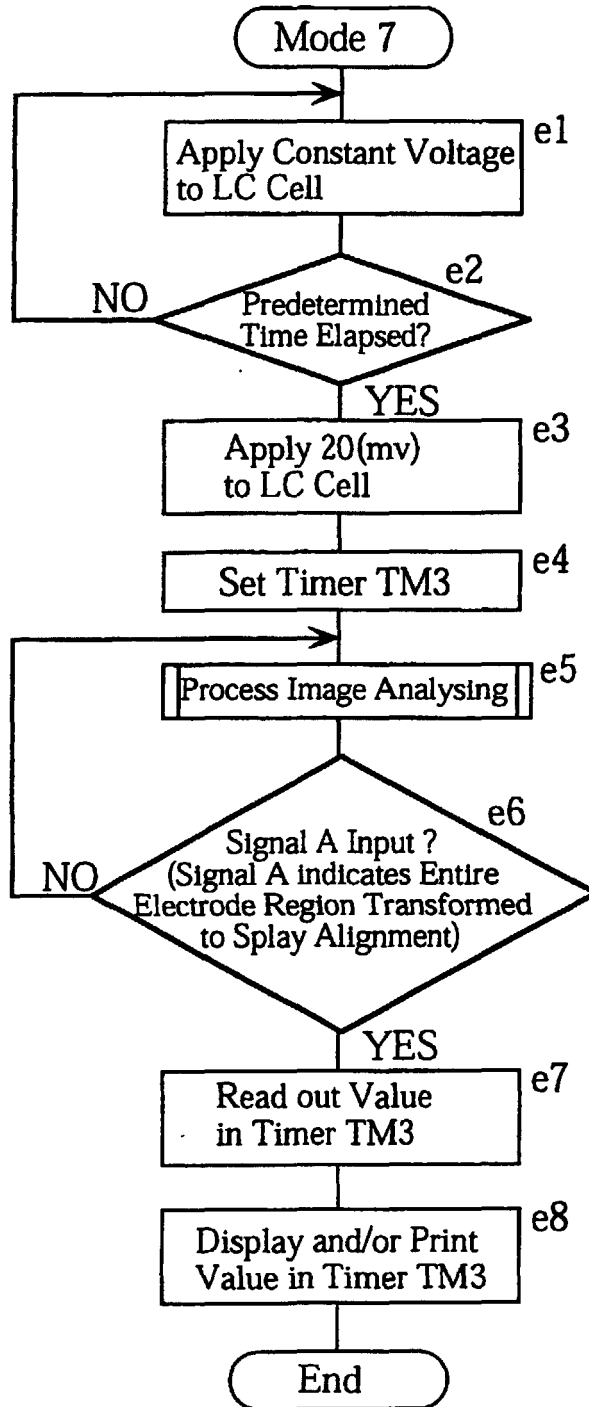 Mode 7
e1
Apply Constant Voltage
to LC Cell
e2
NO
Predetermined
Time Elapsed?
YES
e3
Apply 20(mv)
to LC Cell
e4
Set Timer TM3
e5
Process Image Analysing
e6
Signal A Input ?
(Signal A indicates Entire
Electrode Region Transformed
to Splay Alignment)
NO
YES
e7
Read out Value
in Timer TM3
e8
Display and/or Print
Value in Timer TM3
End